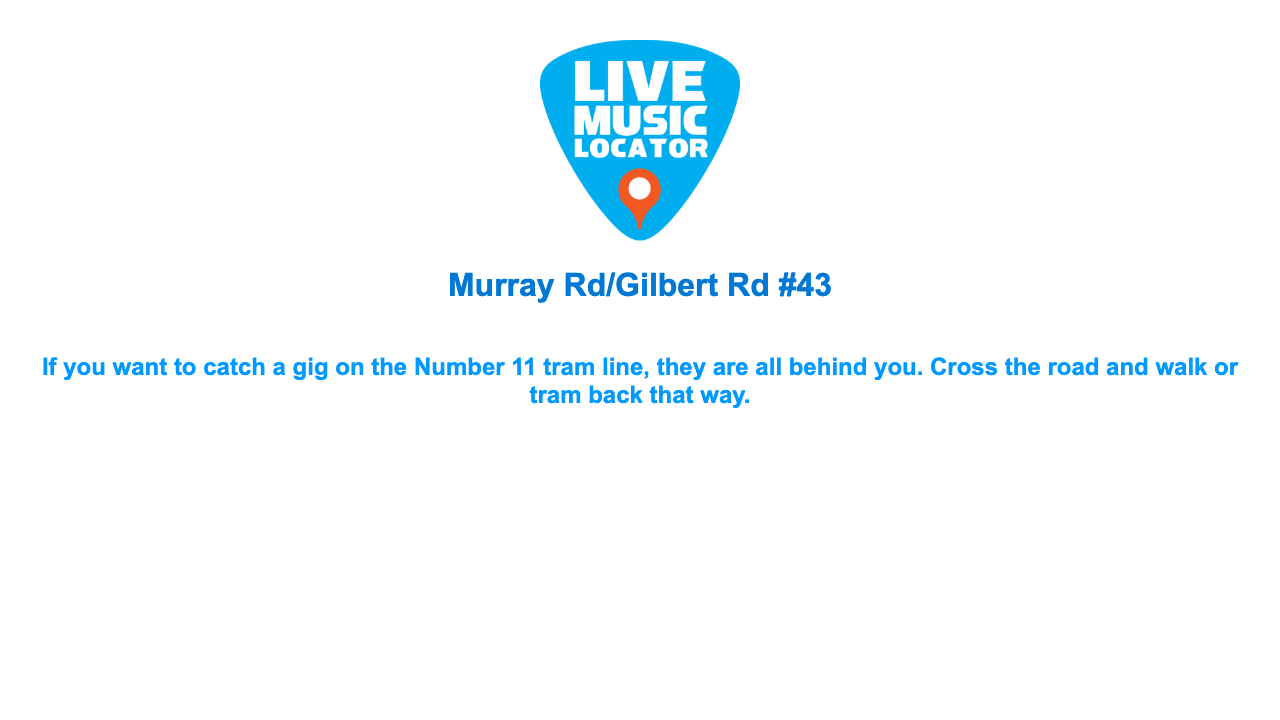 LIVE
MUSIC
LOCATOR
Murray Rd/Gilbert Rd #43
If you want to catch a gig on the Number 11 tram line, they are all behind you. Cross the road and walk or
tram back that way.